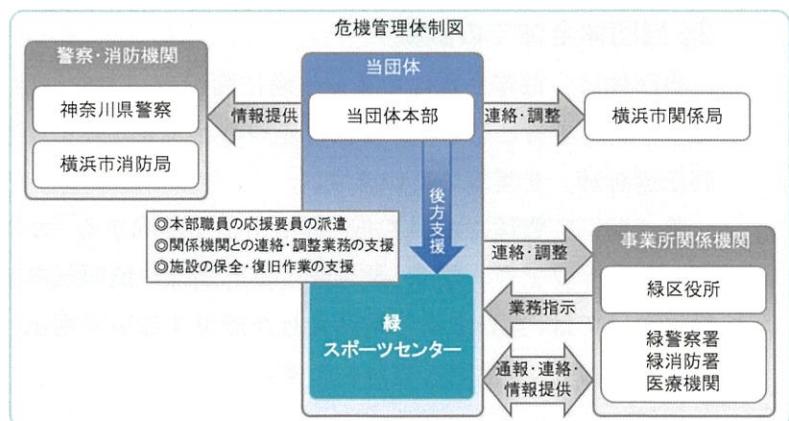 危機管理体制図
警察・消防機関
神奈川県警察
横浜市消防局
情報提供
当団体
当団体本部
連絡・調整
横浜市関係局
後方支援
◎本部職員の応援要員の派遣
◎関係機関との連絡・調整業務の支援
◎施設の保全・復旧作業の支援
緑
スポーツセンター
連絡・調整
業務指示
通報・連絡・
情報提供
事業所関係機関
緑区役所
緑警察署
緑消防署
医療機関